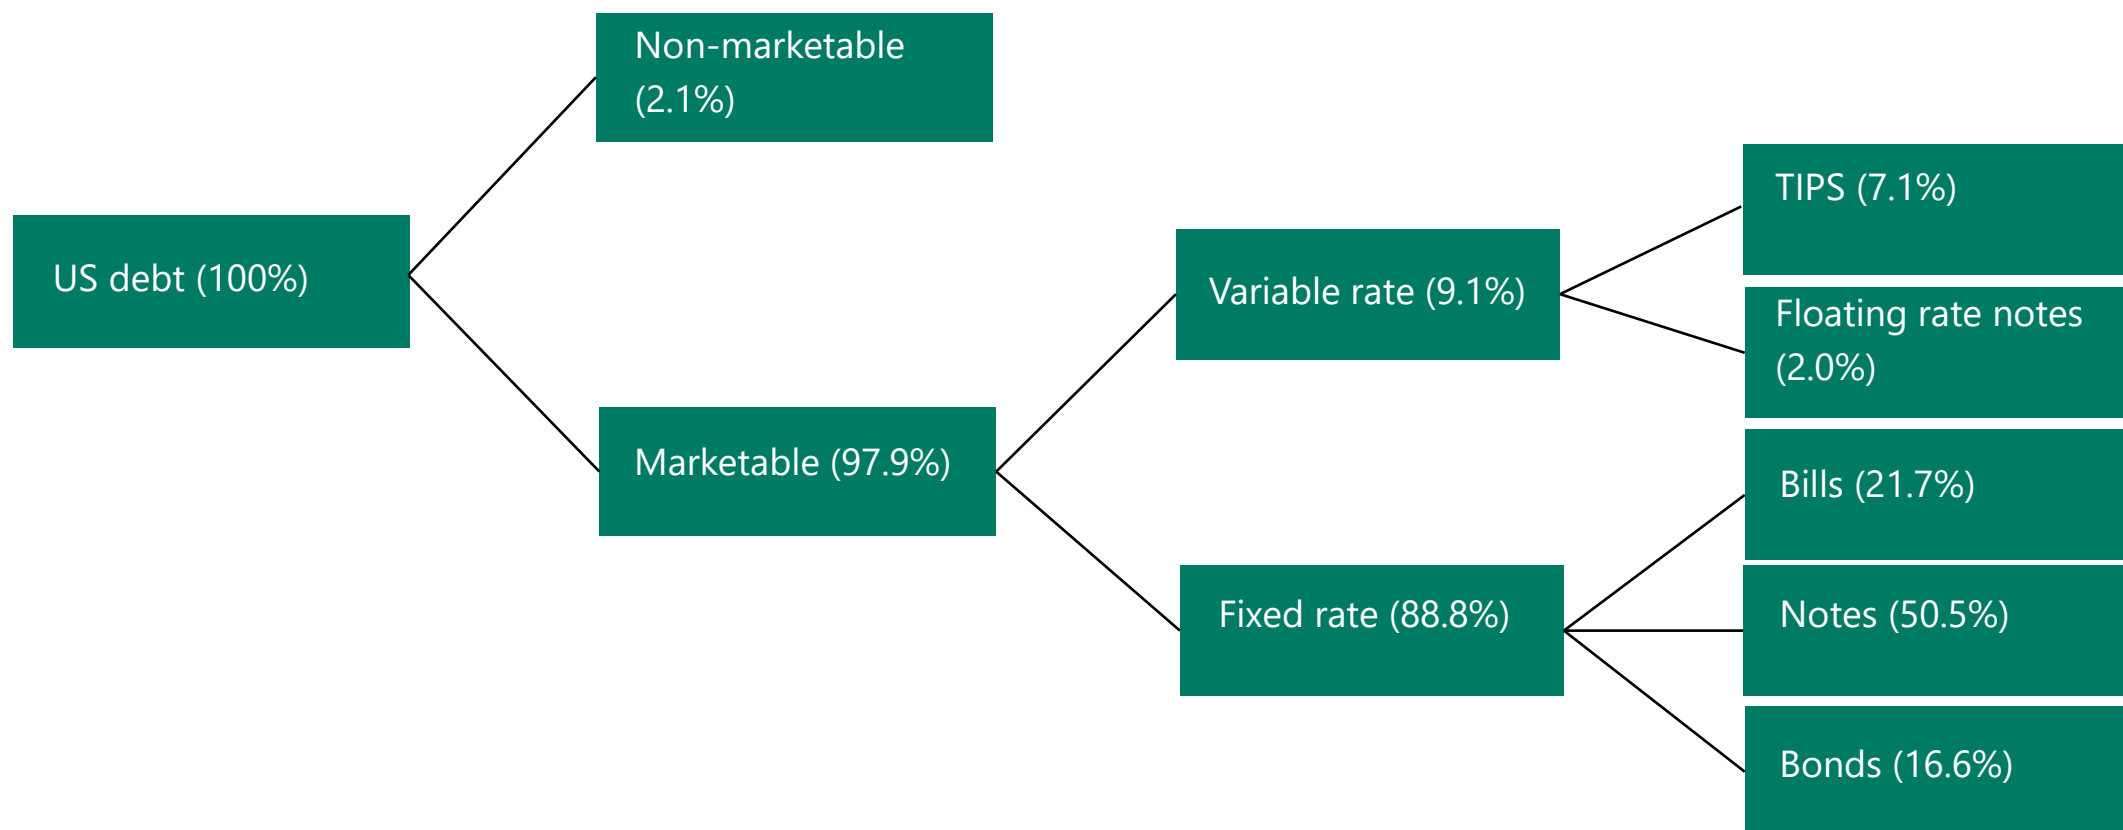 Non-marketable
(2.1%)
US debt (100%)
Marketable (97.9%)
Variable rate (9.1%)
Fixed rate (88.8%)
TIPS (7.1%)
Floating rate notes
(2.0%)
Bills (21.7%)
Notes (50.5%)
Bonds (16.6%)